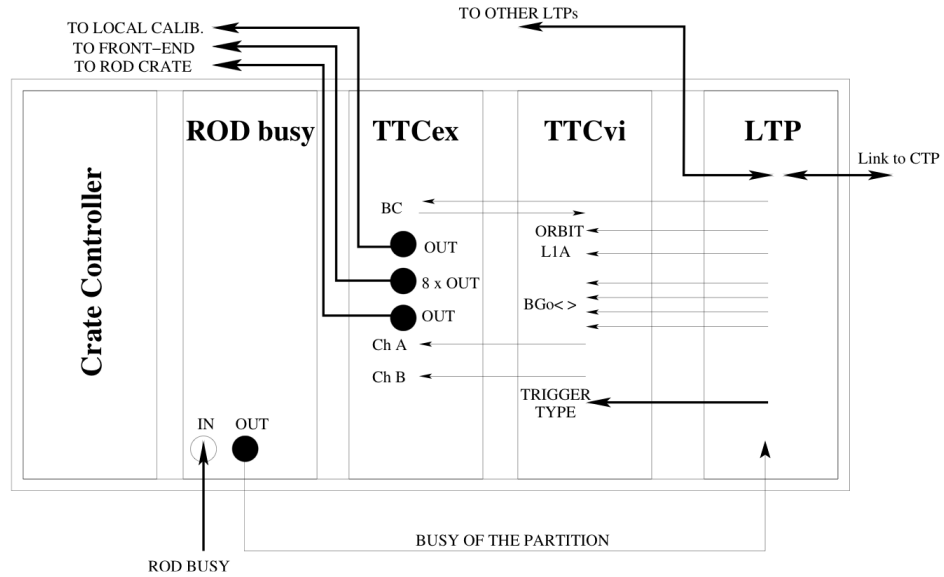 TO OTHER LTPs
TO LOCAL CALIB.
TO FRONT−END
TO ROD CRATE
ROD busy
TTCex
TTCvi
LTP
Link to CTP
Crate Controller
BC
ORBIT
OUT
L1A
8 x OUT
BGo< >
OUT
Ch A
Ch B
TRIGGER
TYPE
IN
OUT
BUSY OF THE PARTITION
ROD BUSY